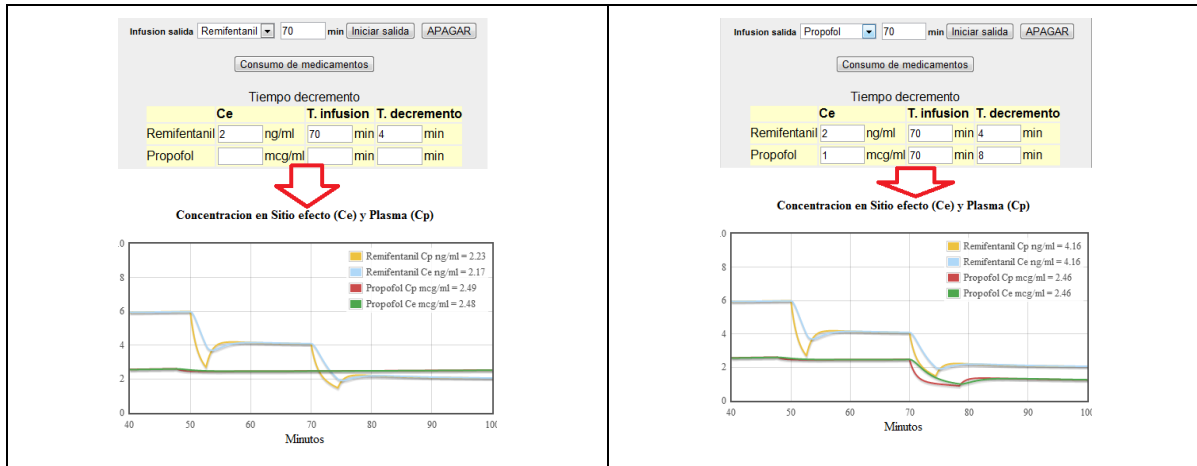 Infusion salida Remifentanil 70 min Iniciar salida APAGAR
Consumo de medicamentos
Tiempo decremento
Ce T. infusion T. decremento
Remifentanil 2 ng/ml 70 min 4 min
Propofol mcg/ml min min
Concentracion en Sitio efecto (Ce) y Plasma (Cp)
.0
8
6
4
2
0
Remifentanil Cp ng/ml = 2.23
Remifentanil Ce ng/ml = 2.17
Propofol Cp mcg/ml = 2.49
Propofol Ce mcg/ml = 2.48
40 50 60 70 80 90 10
Minutos
Infusion salida Propofol 70 min Iniciar salida APAGAR
Consumo de medicamentos
Tiempo decremento
Ce T. infusion T. decremento
Remifentanil 2 ng/ml 70 min 4 min
Propofol 1 mcg/ml 70 min 8 min
Concentracion en Sitio efecto (Ce) y Plasma (Cp)
.0
8
6
4
2
0
Remifentanil Cp ng/ml = 4.16
Remifentanil Ce ng/ml = 4.16
Propofol Cp mcg/ml = 2.46
Propofol Ce mcg/ml = 2.46
40 50 60 70 80 90 10
Minutos